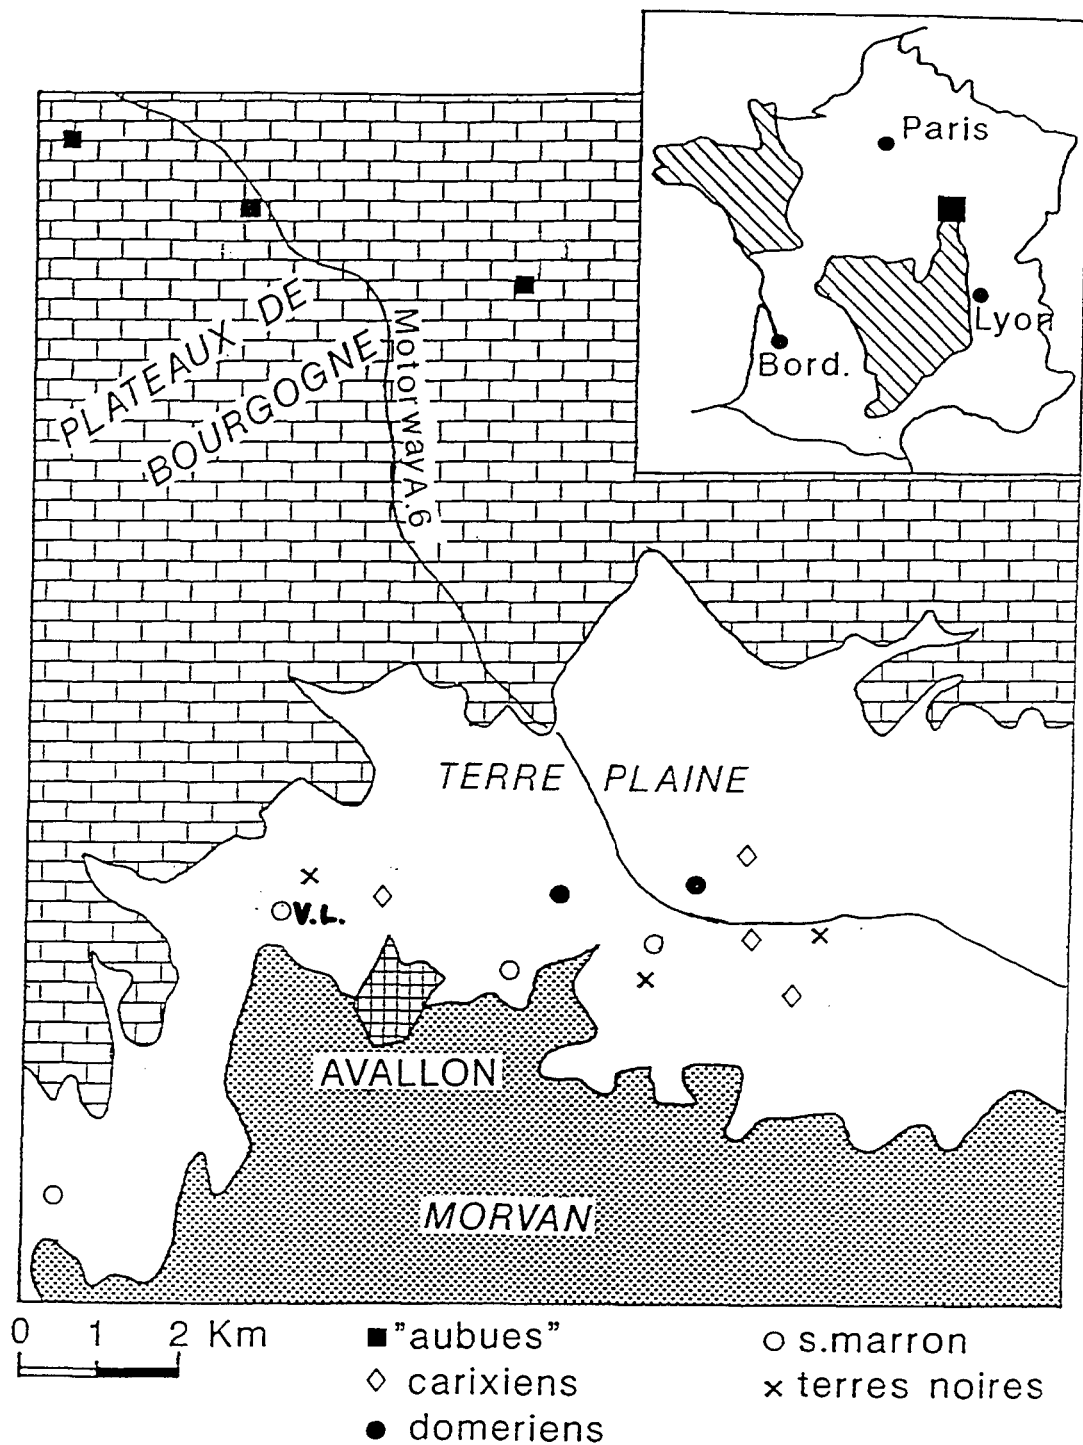 Paris
Lyon
Bord.
PLATEAUX DE
BOURGOGNE
Motorway A.6
TERRE PLAINE
V.L.
AVALLON
MORVAN
0 1 2 Km
"aubues"
carixiens
domeriens
s.marron
terres noires